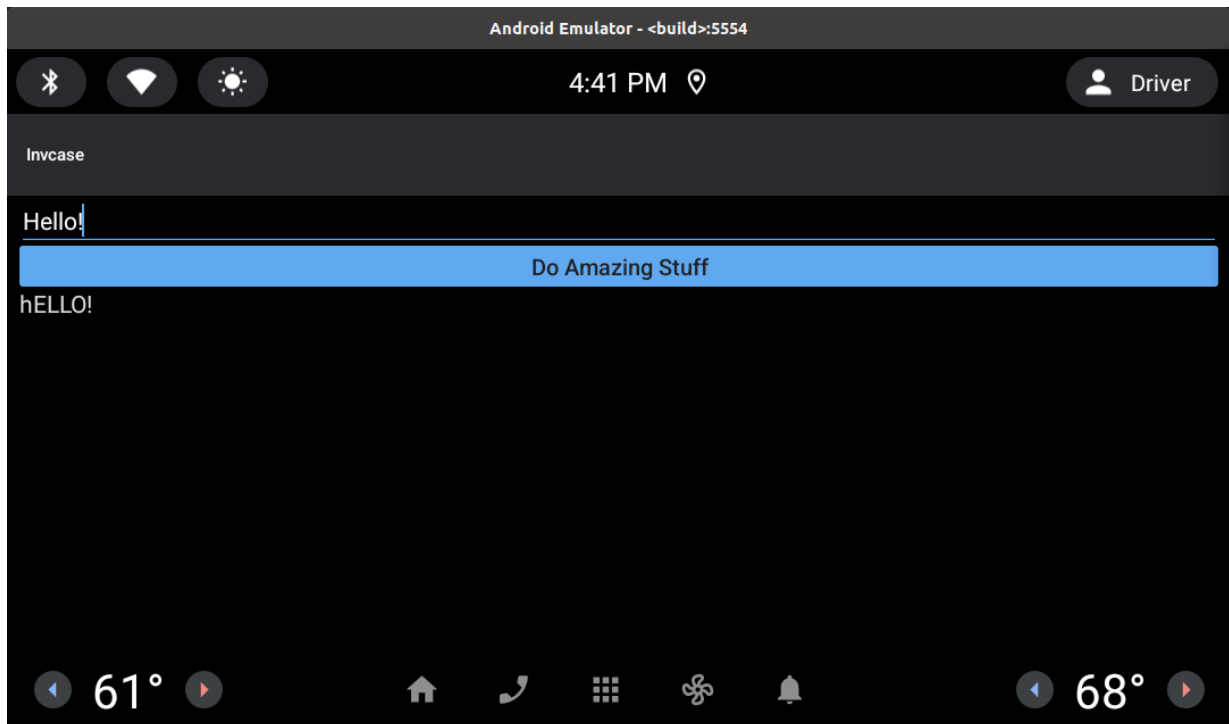 Android Emulator - <build>:5554
4:41 PM Driver
Invcase
Hello!
Do Amazing Stuff
hELLO!
61° 68°